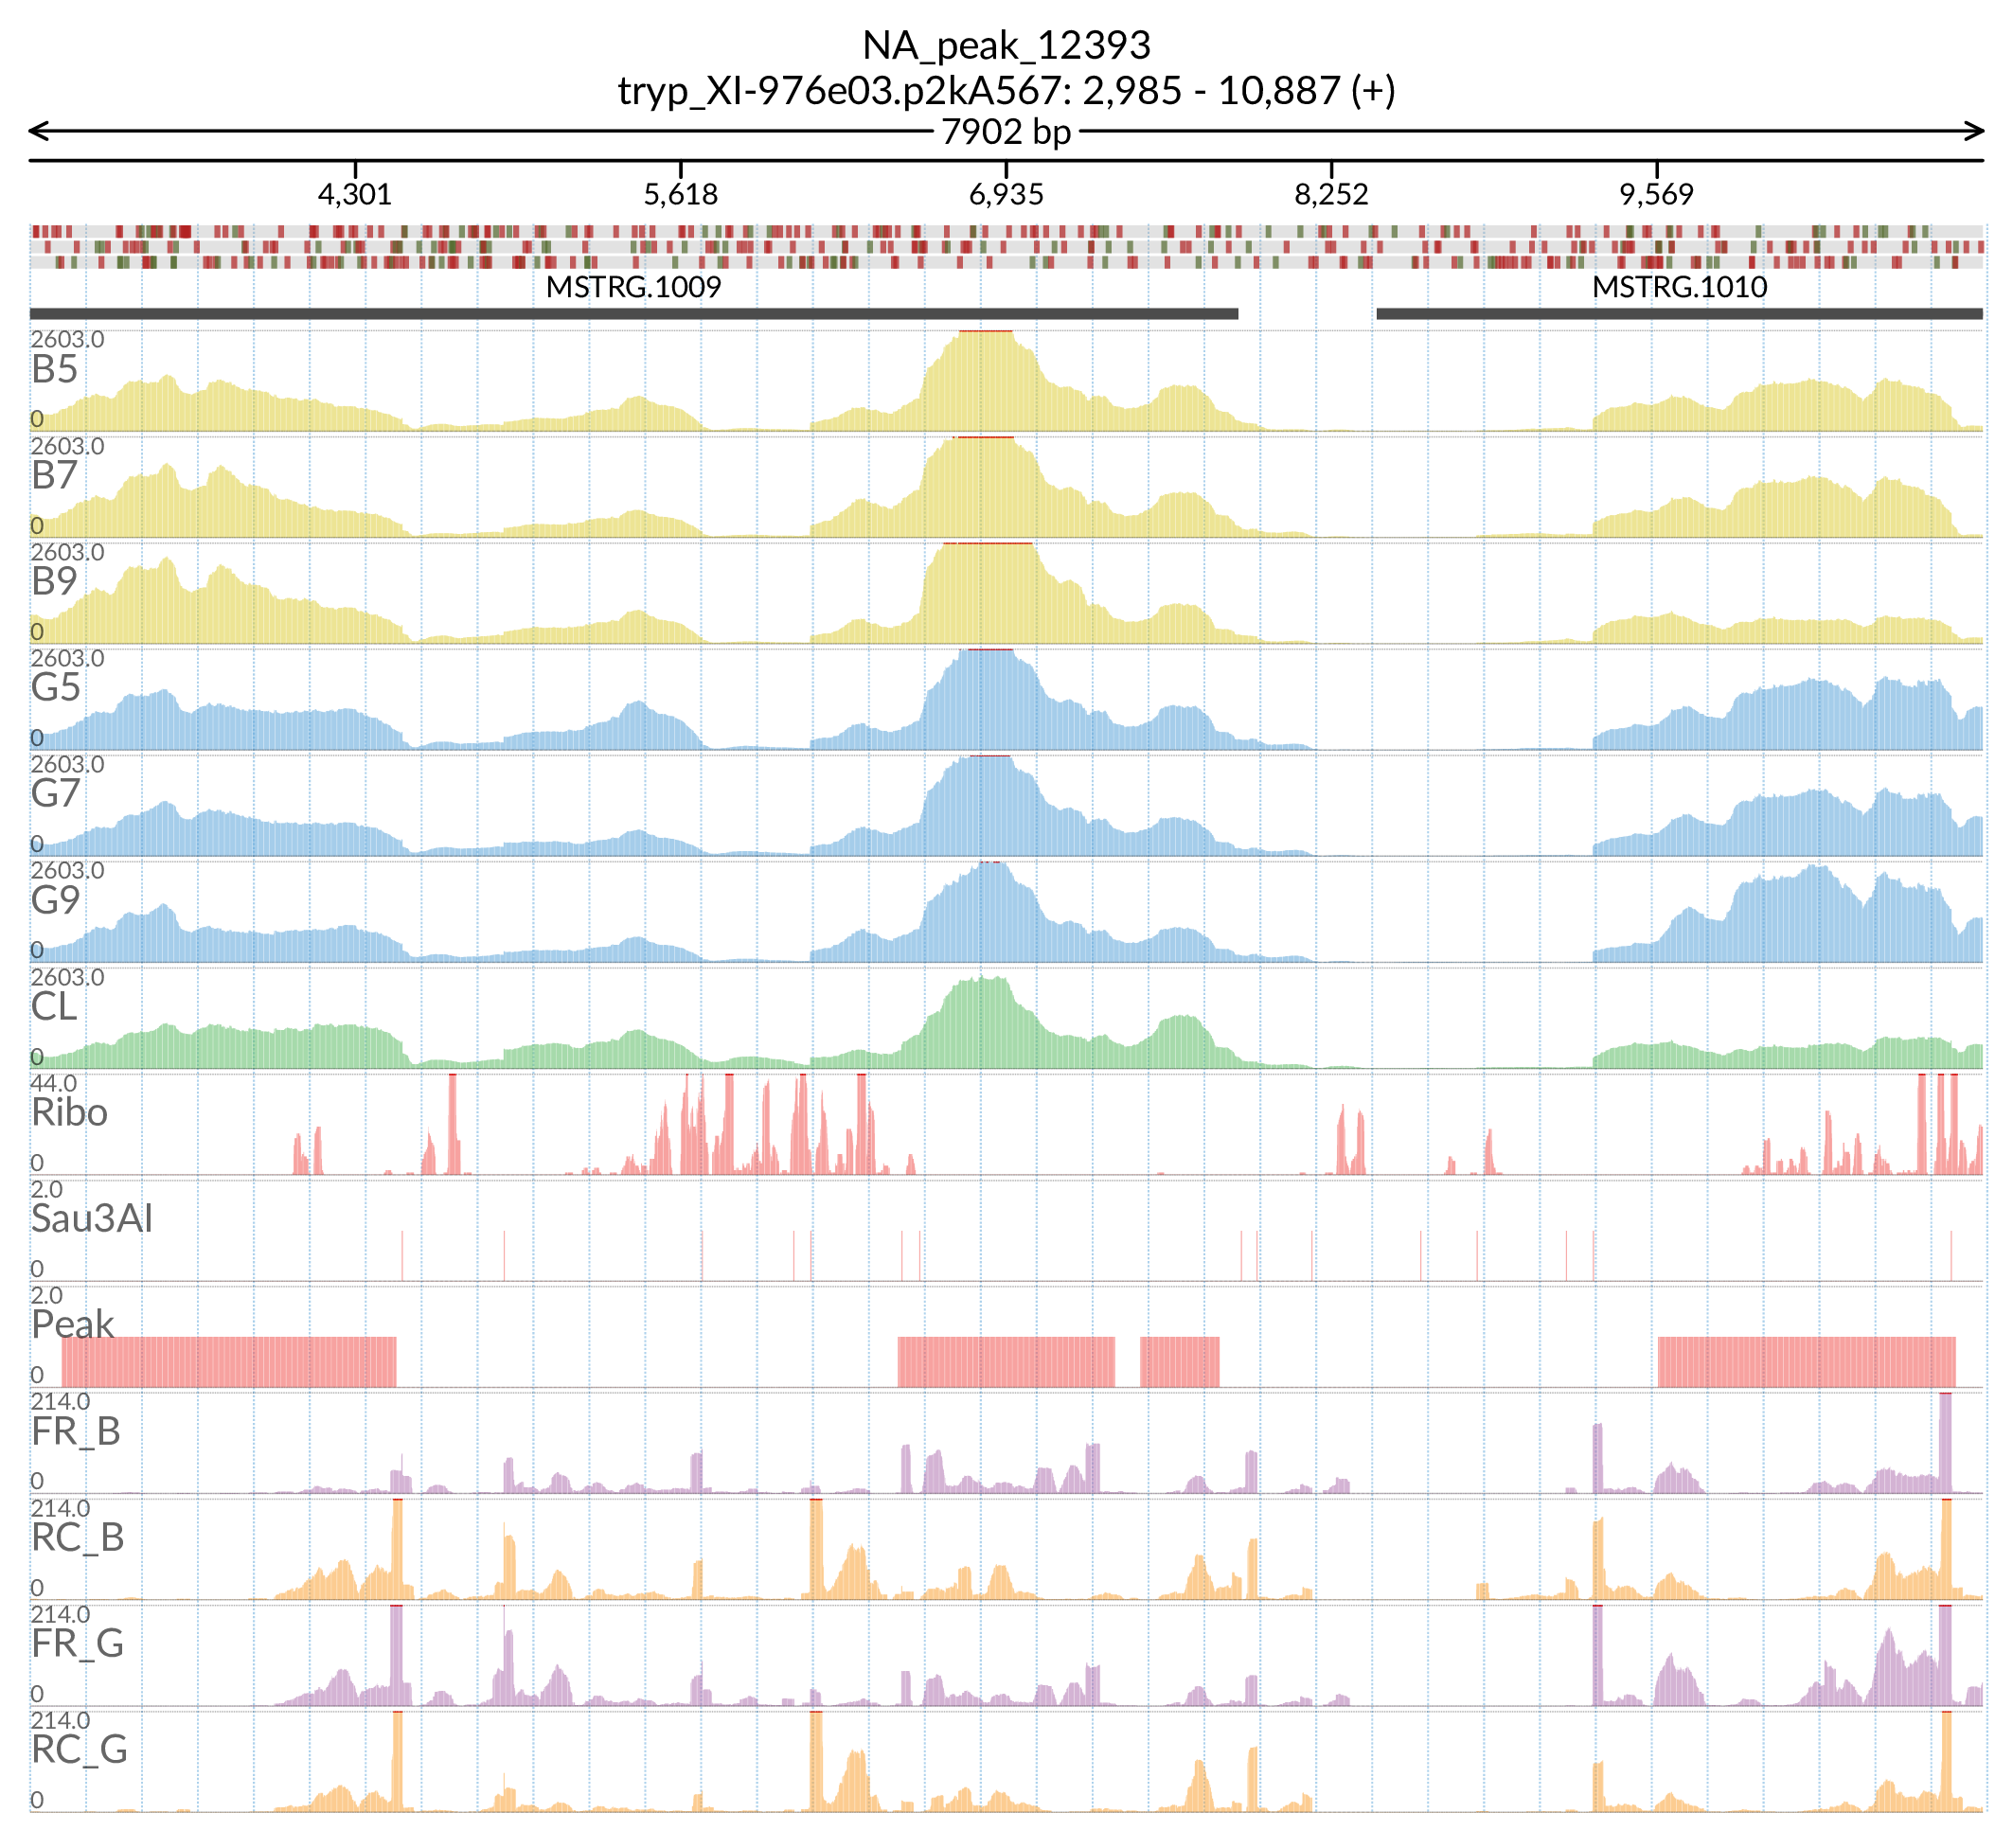 NA_peak_12393
tryp_XI-976e03.p2kA567: 2,985 - 10,887 (+)
7902 bp
4,301 5,618 6,935 8,252 9,569
MSTRG.1009 MSTRG.1010
2603.0
B5
0
2603.0
B7
0
2603.0
B9
0
2603.0
G5
0
2603.0
G7
0
2603.0
G9
0
2603.0
CL
0
44.0
Ribo
0
2.0
Sau3AI
0
2.0
Peak
0
214.0
FR_B
0
214.0
RC_B
0
214.0
FR_G
0
214.0
RC_G
0